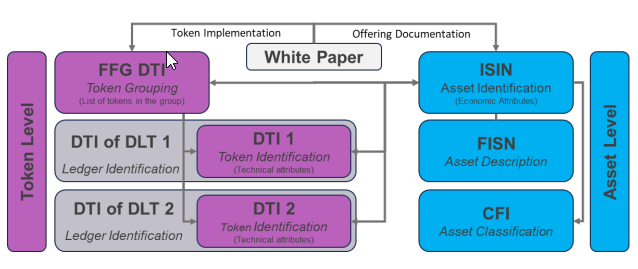 Token Implementation
Offering Documentation
White Paper
Token Level
FFG DTI
Token Grouping
(List of tokens in the group)
DTI of DLT 1
Ledger Identification
DTI 1
Token Identification
(Technical attributes)
DTI of DLT 2
Ledger Identification
DTI 2
Token Identification
(Technical attributes)
ISIN
Asset Identification
(Economic Attributes)
FISN
Asset Description
CFI
Asset Classification
Asset Level